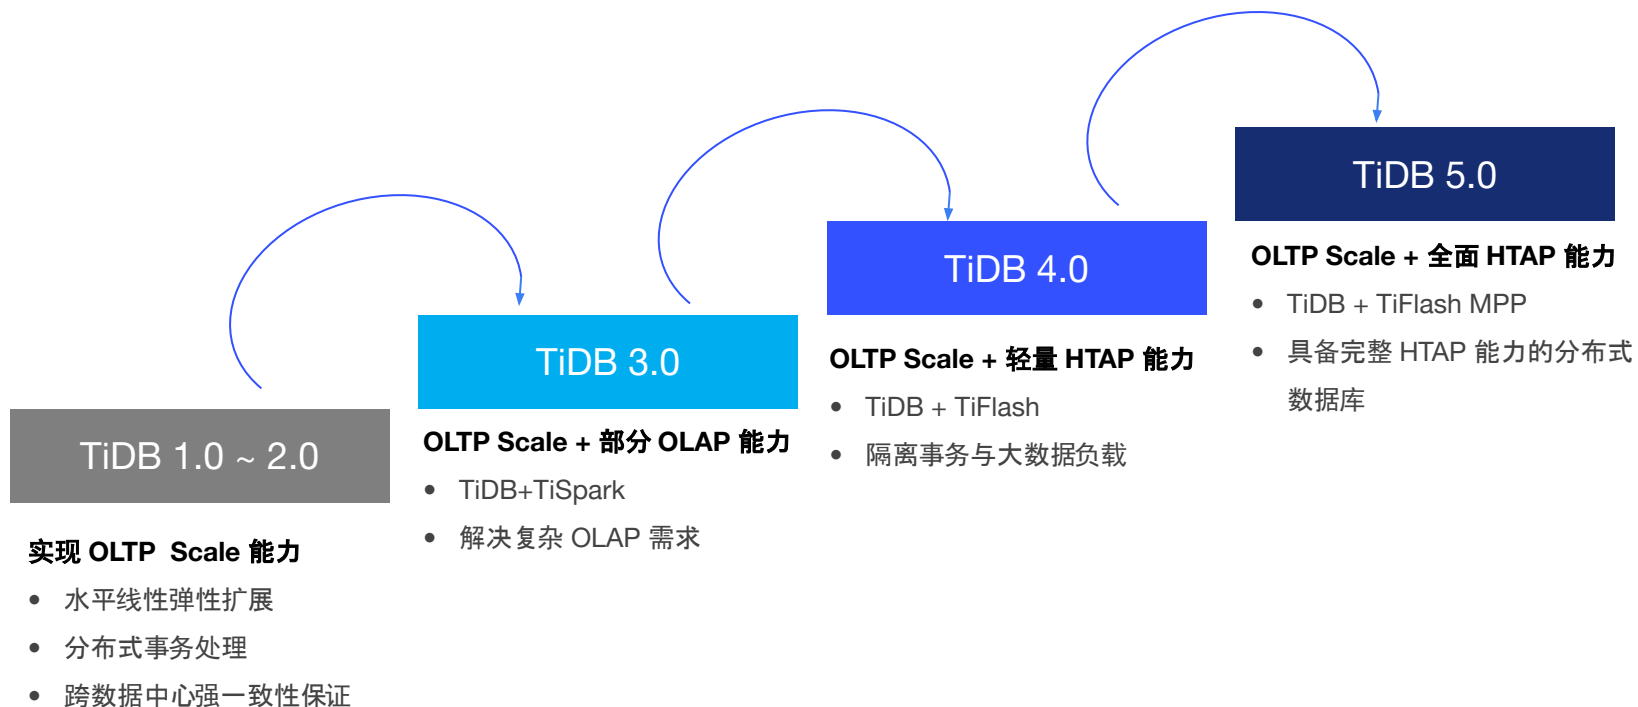 TiDB 1.0 ~ 2.0
实现 OLTP  Scale 能力
• 水平线性弹性扩展
• 分布式事务处理
• 跨数据中心强一致性保证
TiDB 3.0
OLTP Scale + 部分 OLAP 能力
• TiDB+TiSpark
• 解决复杂 OLAP 需求
TiDB 4.0
OLTP Scale + 轻量 HTAP 能力
• TiDB + TiFlash
• 隔离事务与大数据负载
TiDB 5.0
OLTP Scale + 全面 HTAP 能力
• TiDB + TiFlash MPP
• 具备完整 HTAP 能力的分布式
数据库